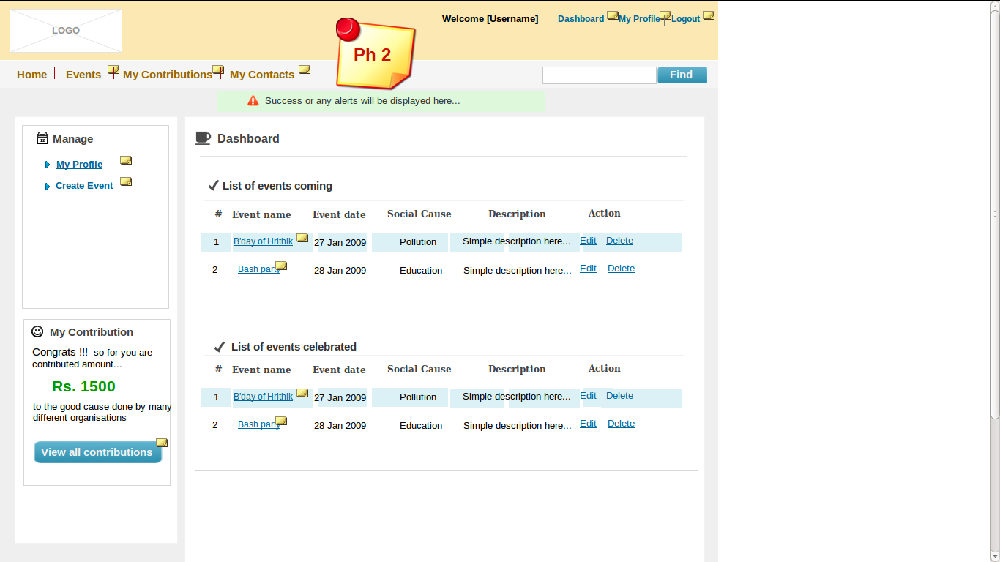 LOGO
Welcome [Username]
Dashboard My Profile Logout
Ph 2
Home Events My Contributions My Contacts
Find
Success or any alerts will be displayed here...
12 Manage
My Profile
Create Event
My Contribution
Congrats !!! so for you are
contributed amount...
Rs. 1500
to the good cause done by many
different organisations
View all contributions
Dashboard
List of events coming
# Event name Event date Social Cause Description Action
1 B'day of Hrithik 27 Jan 2009 Pollution Simple description here... Edit Delete
2 Bash party 28 Jan 2009 Education Simple description here... Edit Delete
List of events celebrated
# Event name Event date Social Cause Description Action
1 B'day of Hrithik 27 Jan 2009 Pollution Simple description here... Edit Delete
2 Bash party 28 Jan 2009 Education Simple description here... Edit Delete